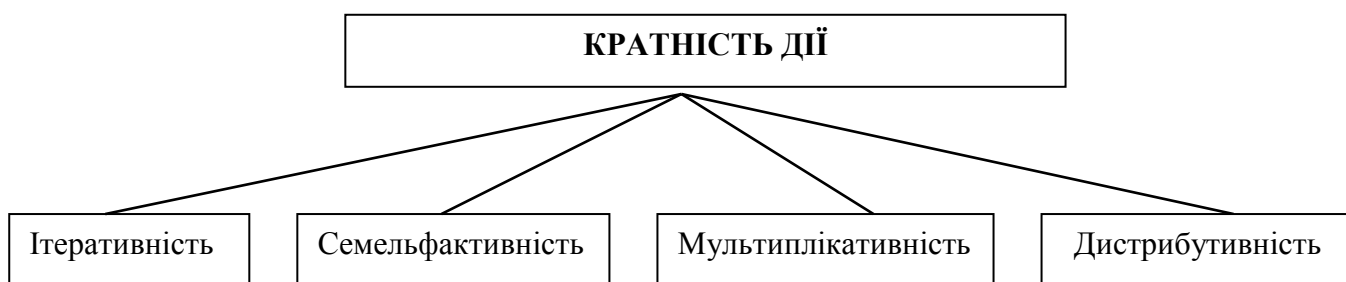 КРАТНІСТЬ ДІЇ
Ітеративність
Семельфактивність
Мультиплікативність
Дистрибутивність